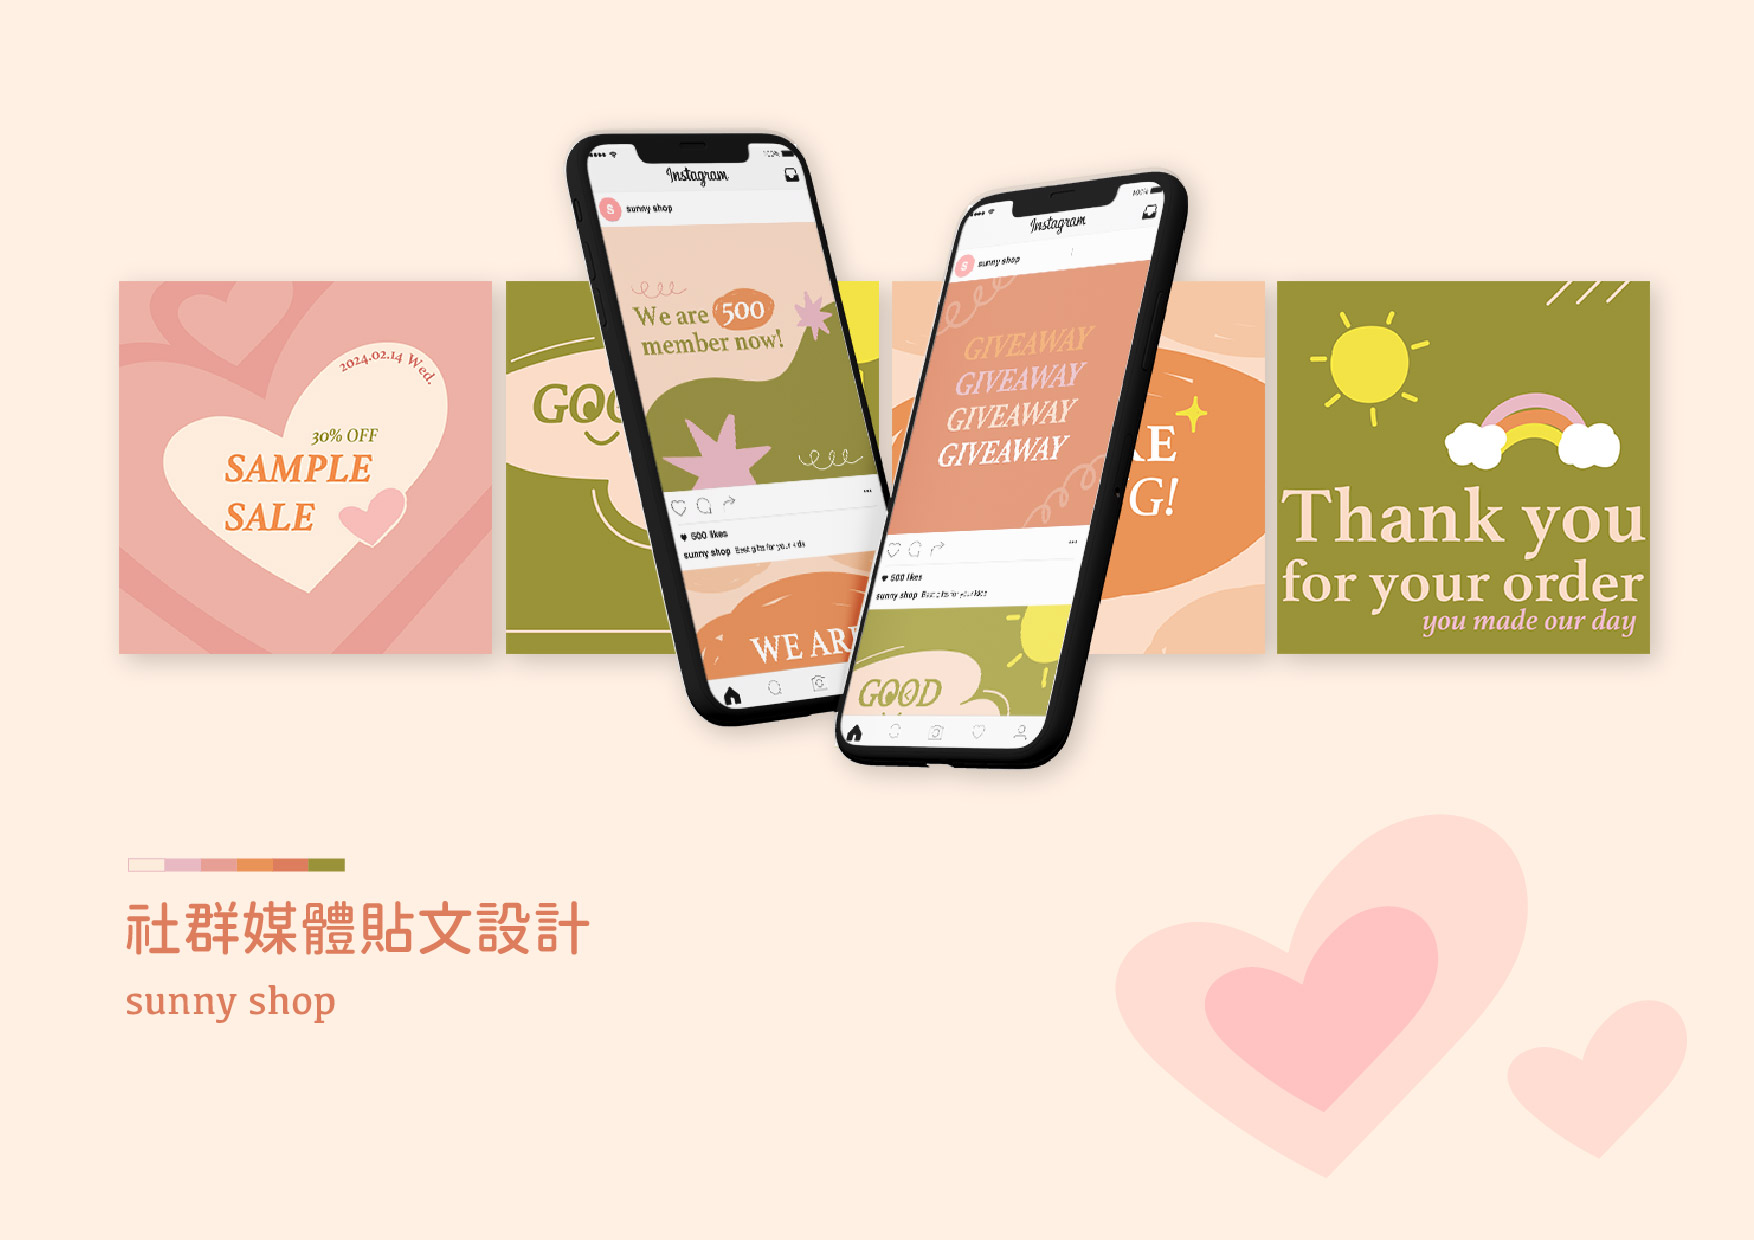 2024.02.14 Wed.
30% OFF
SAMPLE
SALE
Instagram
S
sunny shop
We are 500
member now!
500 likes
sunny shop
WE ARE
100%
Instagram
S
sunny shop
GIVEAWAY
GIVEAWAY
GIVEAWAY
GIVEAWAY
500 likes
sunny shop
GOOD
G!
Thank you
for your order
you made our day
社群媒體貼文設計
sunny shop